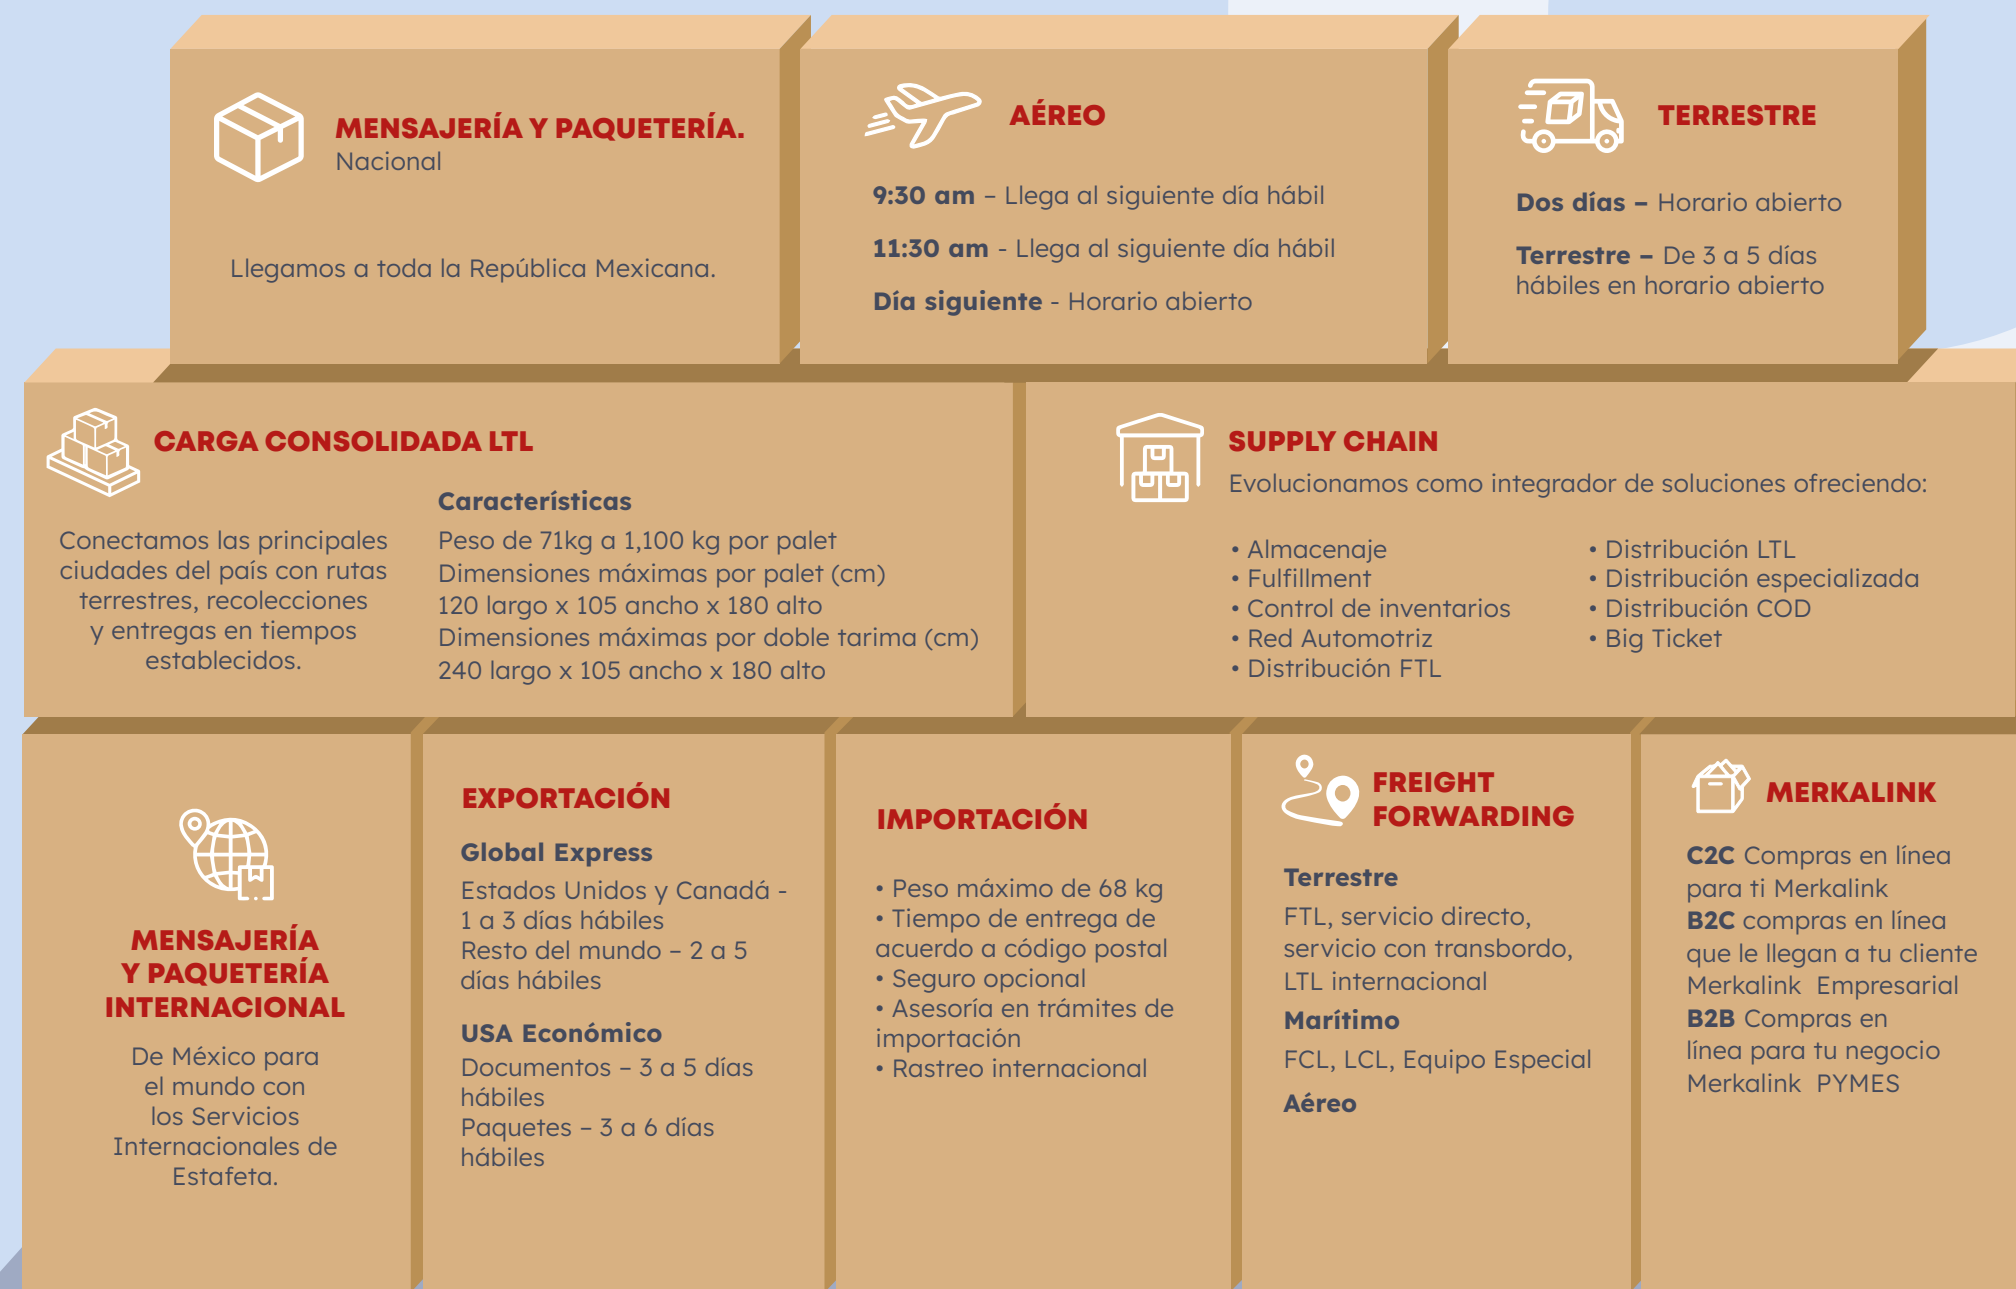 MENSAJERÍA Y PAQUETERÍA.
Nacional
Llegamos a toda la República Mexicana.
AÉREO
9:30 am – Llega al siguiente día hábil
11:30 am - Llega al siguiente día hábil
Día siguiente - Horario abierto
TERRESTRE
Dos días – Horario abierto
Terrestre – De 3 a 5 días
hábiles en horario abierto
CARGA CONSOLIDADA LTL
Conectamos las principales
ciudades del país con rutas
terrestres, recolecciones
y entregas en tiempos
establecidos.
Características
Peso de 71kg a 1,100 kg por palet
Dimensiones máximas por palet (cm)
120 largo x 105 ancho x 180 alto
Dimensiones máximas por doble tarima (cm)
240 largo x 105 ancho x 180 alto
SUPPLY CHAIN
Evolucionamos como integrador de soluciones ofreciendo:
• Almacenaje
• Fulfillment
• Control de inventarios
• Red Automotriz
• Distribución FTL
• Distribución LTL
• Distribución especializada
• Distribución COD
• Big Ticket
MENSAJERÍA
Y PAQUETERÍA
INTERNACIONAL
De México para
el mundo con
los Servicios
Internacionales de
Estafeta.
EXPORTACIÓN
Global Express
Estados Unidos y Canadá -
1 a 3 días hábiles
Resto del mundo – 2 a 5
días hábiles
USA Económico
Documentos – 3 a 5 días
hábiles
Paquetes – 3 a 6 días
hábiles
IMPORTACIÓN
• Peso máximo de 68 kg
• Tiempo de entrega de
acuerdo a código postal
• Seguro opcional
• Asesoría en trámites de
importación
• Rastreo internacional
FREIGHT
FORWARDING
Terrestre
FTL, servicio directo,
servicio con transbordo,
LTL internacional
Marítimo
FCL, LCL, Equipo Especial
Aéreo
MERKALINK
C2C Compras en línea
para ti Merkalink
B2C compras en línea
que le llegan a tu cliente
Merkalink  Empresarial
B2B Compras en
línea para tu negocio
Merkalink  PYMES